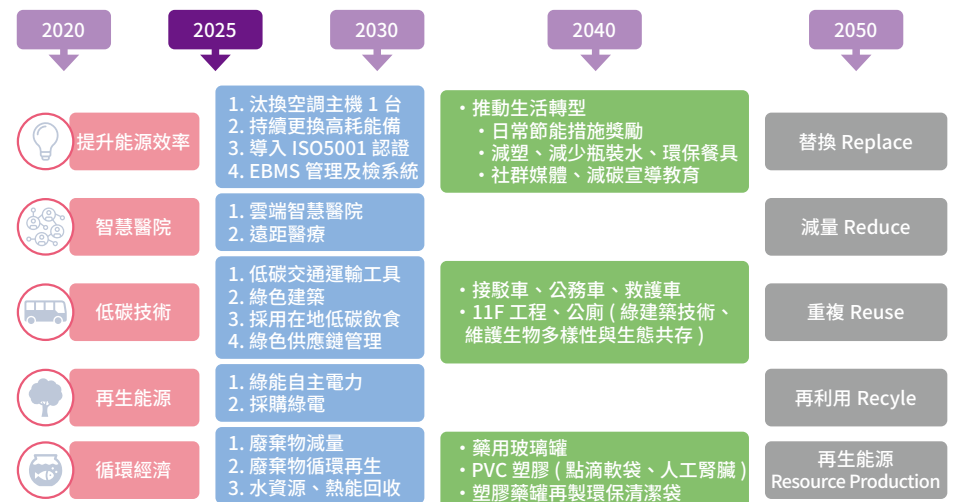 2020
2025
2030
2040
2050
提升能源效率
1. 汰換空調主機 1 台
2. 持續更換高耗能備
3. 導入 ISO5001 認證
4. EBMS 管理及檢系統
・推動生活轉型
・日常節能措施獎勵
・減塑、減少瓶裝水、環保餐具
・社群媒體、減碳宣導教育
替換 Replace
智慧醫院
1. 雲端智慧醫院
2. 遠距醫療
減量 Reduce
低碳技術
1. 低碳交通運輸工具
2. 綠色建築
3. 採用在地低碳飲食
4. 綠色供應鏈管理
・接駁車、公務車、救護車
・11F 工程、公廁 ( 綠建築技術、
維護生物多樣性與生態共存 )
重複 Reuse
再生能源
1. 綠能自主電力
2. 採購綠電
再利用 Recyle
循環經濟
1. 廢棄物減量
2. 廢棄物循環再生
3. 水資源、熱能回收
・藥用玻璃罐
・PVC 塑膠 ( 點滴軟袋、人工腎臟 )
・塑膠藥罐再製環保清潔袋
再生能源
Resource Production